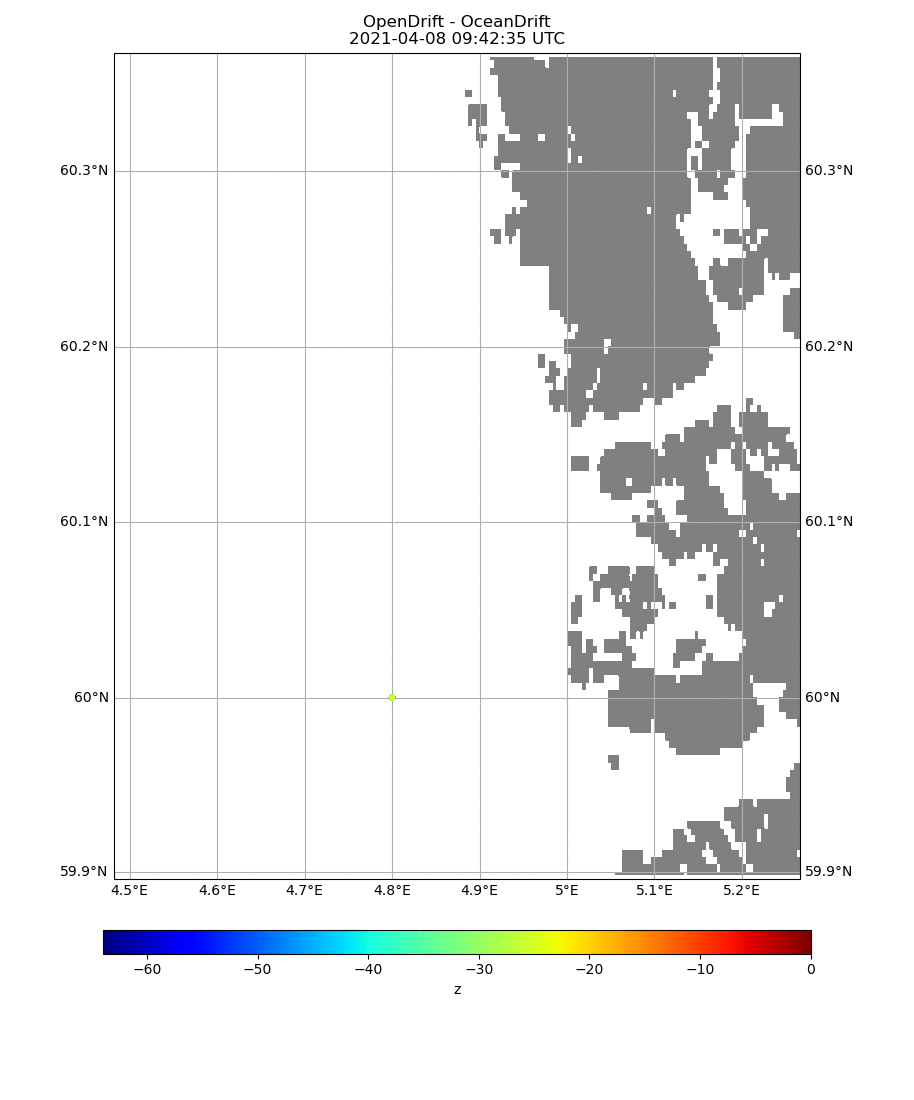 OpenDrift - OceanDrift
2021-04-08 09:42:35 UTC
60.3°N 60.3°N
60.2°N 60.2°N
60.1°N 60.1°N
60°N 60°N
59.9°N 59.9°N
4.5°E 4.6°E 4.7°E 4.8°E 4.9°E 5°E 5.1°E 5.2°E
−60 −50 −40 −30 −20 −10 0
z